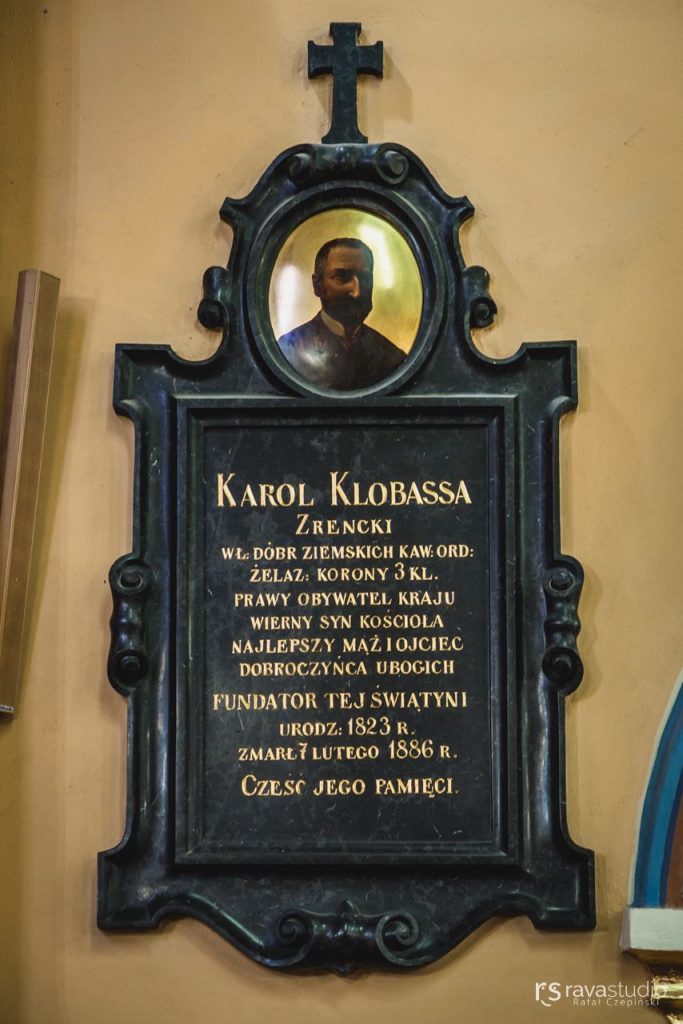 KAROL KLOBASSA
ZRENCKI
WŁ: DÓBR ZIEMSKICH KAW: ORD:
ŻELAZ: KORONY 3 KL.
PRAWY OBYWATEL KRAJU
WIERNY SYN KOŚCIOŁA
NAJLEPSZY MĄŻ I OJCIEC
DOBROCZYŃCA UBOGICH
FUNDATOR TEJ ŚWIĄTYNI
URODZ: 1823 R.
ZMARŁ 7 LUTEGO 1886 R.
CZEŚĆ JEGO PAMIĘCI.
rs ravastudio
Rafał Czepiński